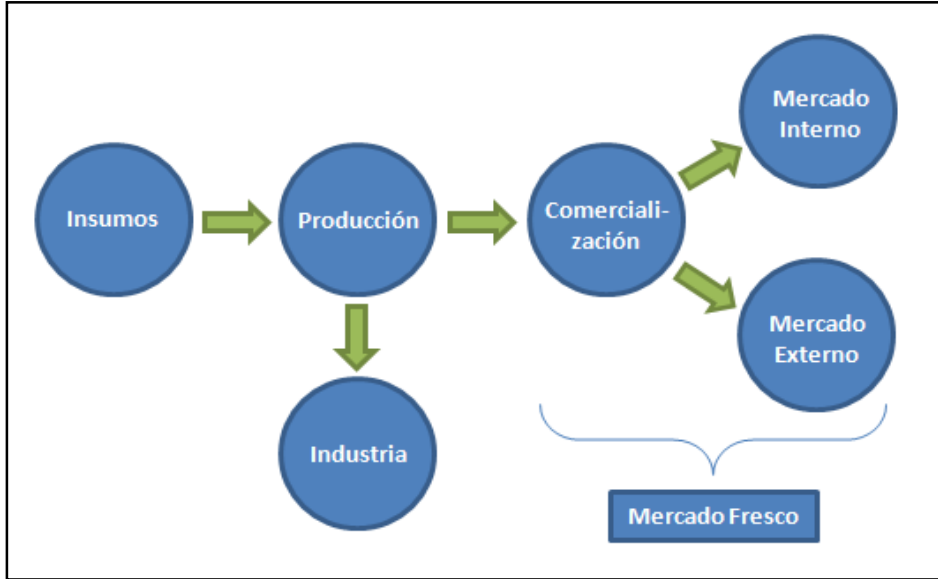 Insumos
Producción
Comerciali-
zación
Mercado
Interno
Mercado
Externo
Industria
Mercado Fresco